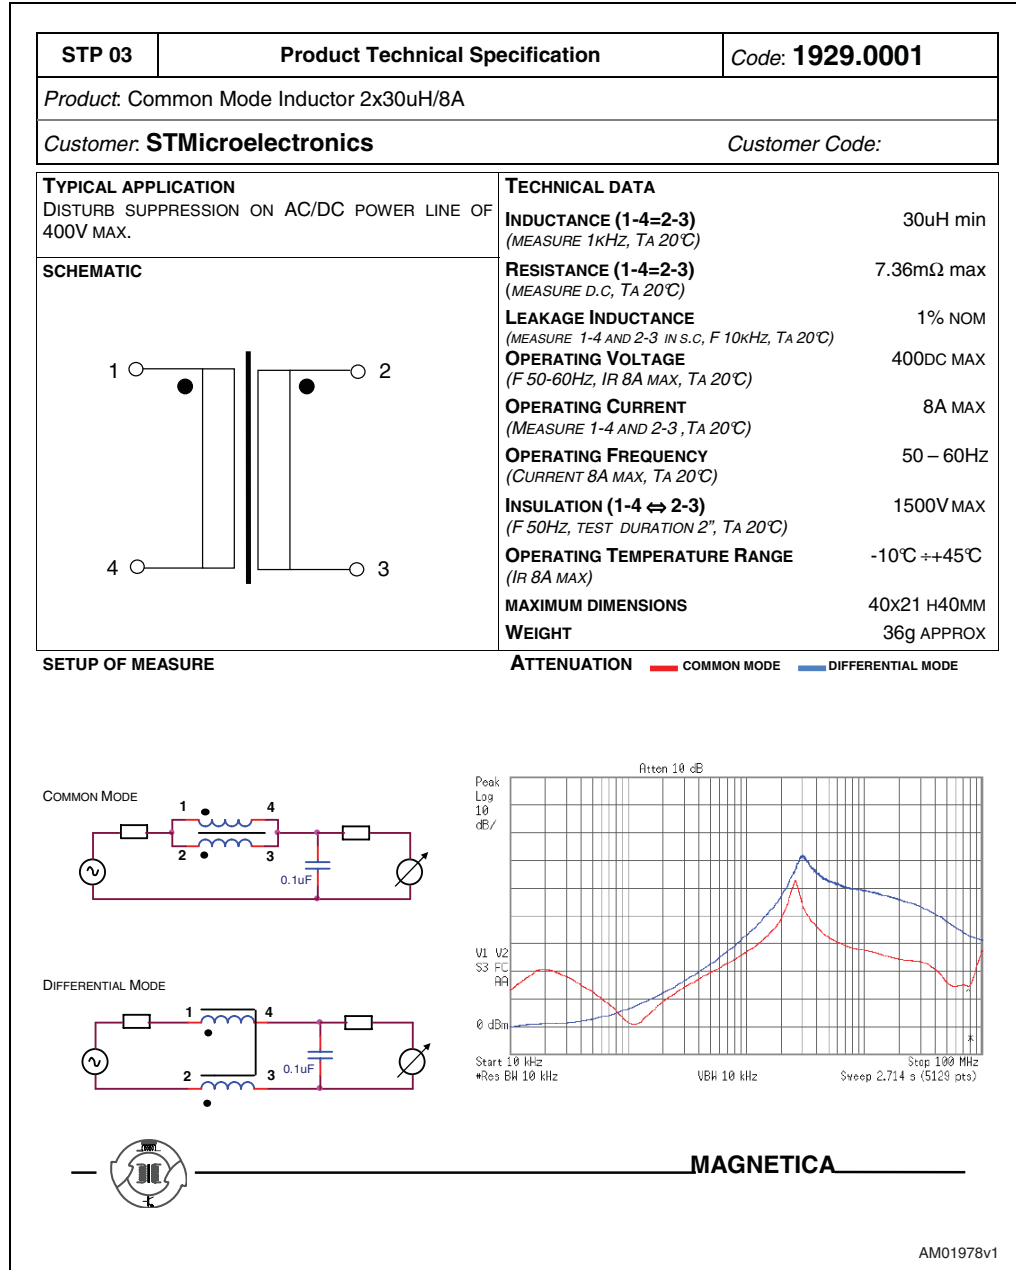 STP 03 Product Technical Specification Code: 1929.0001
Product: Common Mode Inductor 2x30uH/8A
Customer: STMicroelectronics Customer Code:
TYPICAL APPLICATION
DISTURB SUPPRESSION ON AC/DC POWER LINE OF
400V MAX.
SCHEMATIC
1
2
4
3
TECHNICAL DATA
INDUCTANCE (1-4=2-3) 30uH min
(MEASURE 1KHZ, TA 20°C)
RESISTANCE (1-4=2-3) 7.36mΩ max
(MEASURE D.C, TA 20°C)
LEAKAGE INDUCTANCE 1% NOM
(MEASURE 1-4 AND 2-3 IN S.C, F 10KHZ, TA 20°C)
OPERATING VOLTAGE 400DC MAX
(F 50-60HZ, IR 8A MAX, TA 20°C)
OPERATING CURRENT 8A MAX
(MEASURE 1-4 AND 2-3 ,TA 20°C)
OPERATING FREQUENCY 50 – 60HZ
(CURRENT 8A MAX, TA 20°C)
INSULATION (1-4 ⇔ 2-3) 1500V MAX
(F 50HZ, TEST DURATION 2”, TA 20°C)
OPERATING TEMPERATURE RANGE -10°C ÷+45°C
(IR 8A MAX)
MAXIMUM DIMENSIONS 40X21 H40MM
WEIGHT 36g APPROX
SETUP OF MEASURE
ATTENUATION COMMON MODE DIFFERENTIAL MODE
COMMON MODE
1 4
2 3
0.1uF
DIFFERENTIAL MODE
1 4
2 3
0.1uF
Atten 10 dB
Peak
Log
10
dB/
V1 V2
S3 FC
AA
0 dBm
Start 10 kHz Stop 100 MHz
#Res BW 10 kHz VBW 10 kHz Sweep 2.714 s (5129 pts)
MAGNETICA
AM01978v1